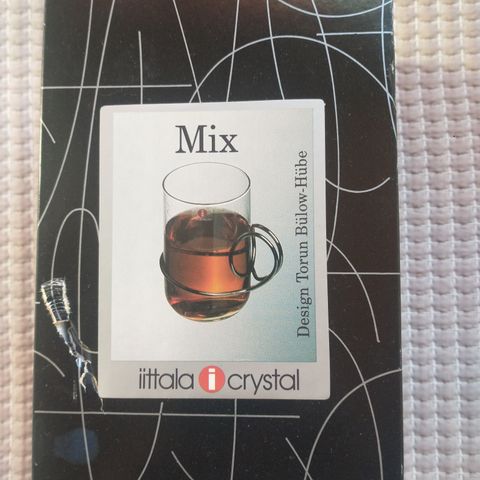 Mix
Design Torun Bülow-Hübe
iittala i crystal